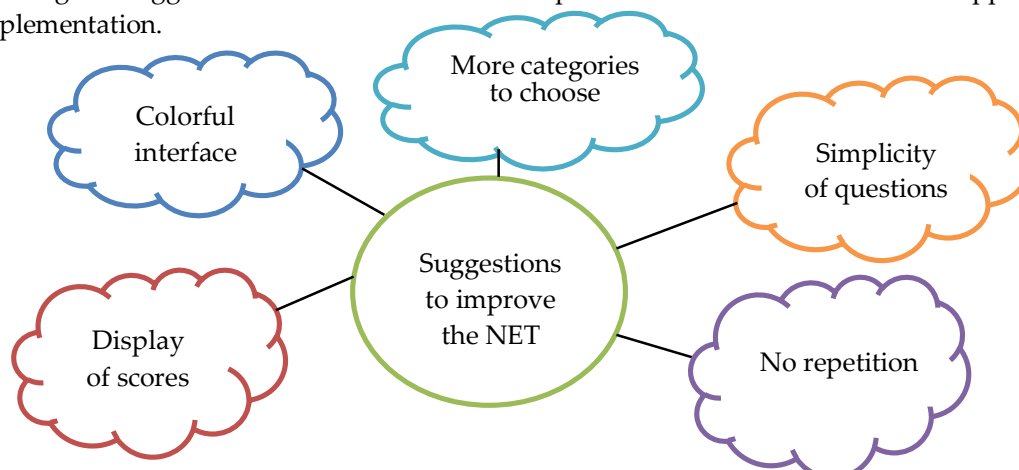 plementation.
More categories
to choose
Colorful
interface
Simplicity
of questions
Suggestions
to improve
the NET
Display
of scores
No repetition